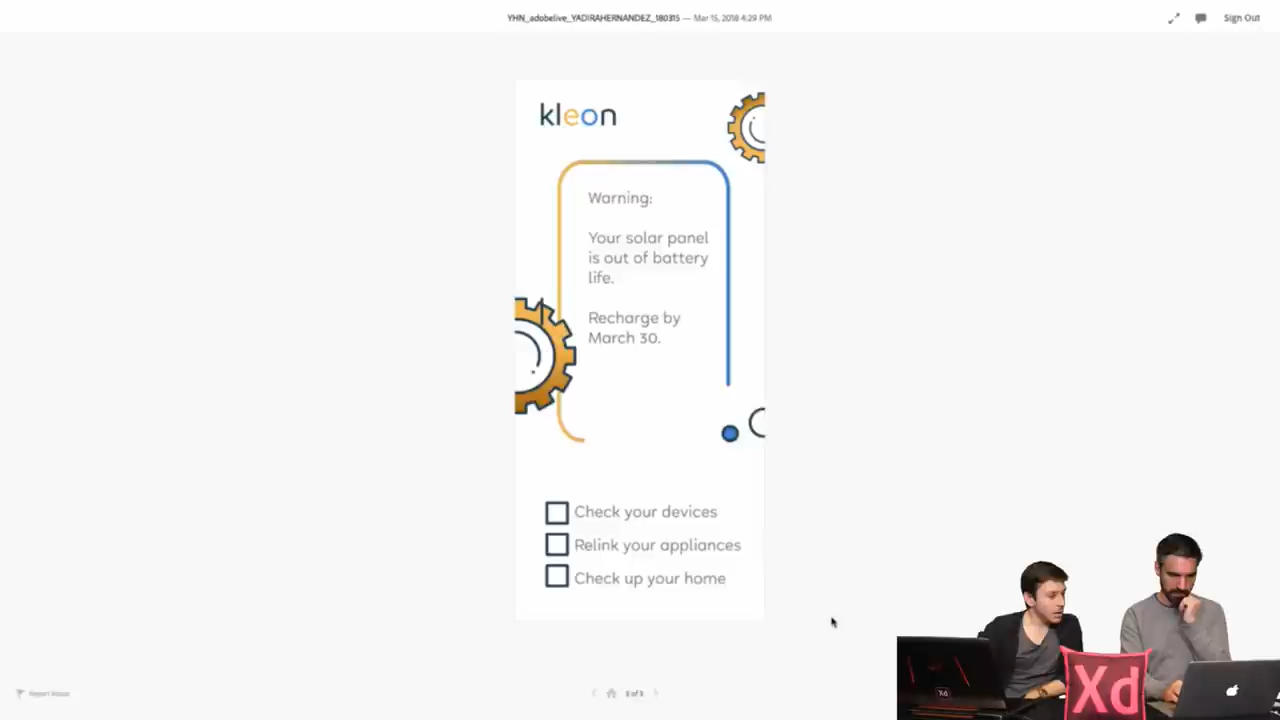 YHN_adobelive_YADIRAHERNANDEZ_180315 — Mar 15, 2018 4:29 PM
Sign Out
kleon
Warning:
Your solar panel
is out of battery
life.
Recharge by
March 30.
Check your devices
Relink your appliances
Check up your home
Xd
Xd